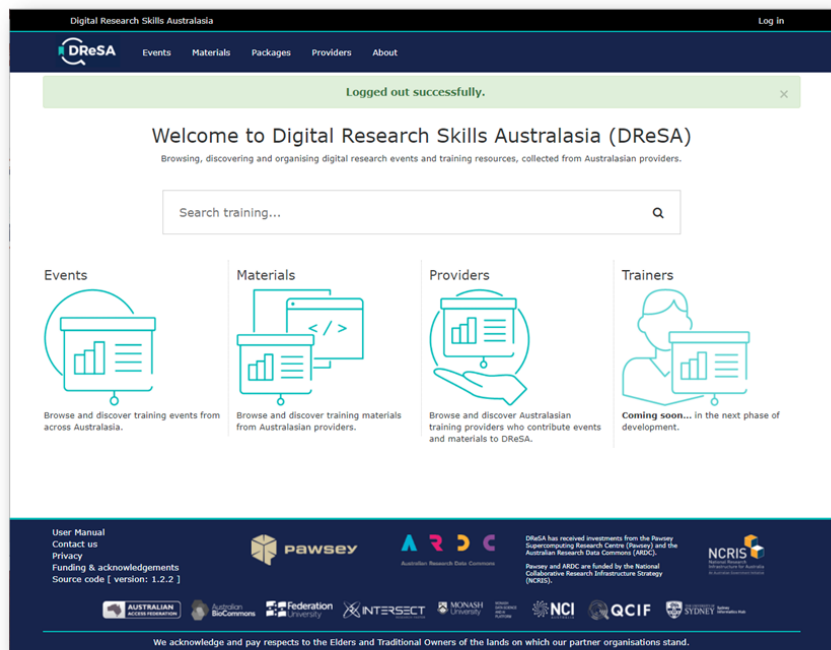 Digital Research Skills Australasia
Log in
DReSA
Events
Materials
Packages
Providers
About
Logged out successfully.
×
Welcome to Digital Research Skills Australasia (DReSA)
Browsing, discovering and organising digital research events and training resources, collected from Australasian providers.
Search training...
Events
Browse and discover training events from
across Australasia.
Materials
</>
Browse and discover training materials
from Australasian providers.
Providers
Browse and discover Australasian
training providers who contribute events
and materials to DReSA.
Trainers
Coming soon... in the next phase of
development.
User Manual
Contact us
Privacy
Funding & acknowledgements
Source code [ version: 1.2.2 ]
PAWSEY
ARDC
Australian Research Data Commons
DReSA has received investments from the Pawsey
Supercomputing Research Centre (Pawsey) and the
Australian Research Data Commons (ARDC).
Pawsey and ARDC are funded by the National
Collaborative Research Infrastructure Strategy
(NCRIS).
NCRIS
National Research
Infrastructure for Australia
AUSTRALIAN
ACCESS FEDERATION
Australian
BioCommons
Federation
University
INTERSECT
MONASH
University
NCI
AUSTRALIA
QCIF
THE UNIVERSITY OF
SYDNEY
Sydney
Informatics Hub
We acknowledge and pay respects to the Elders and Traditional Owners of the lands on which our partner organisations stand.